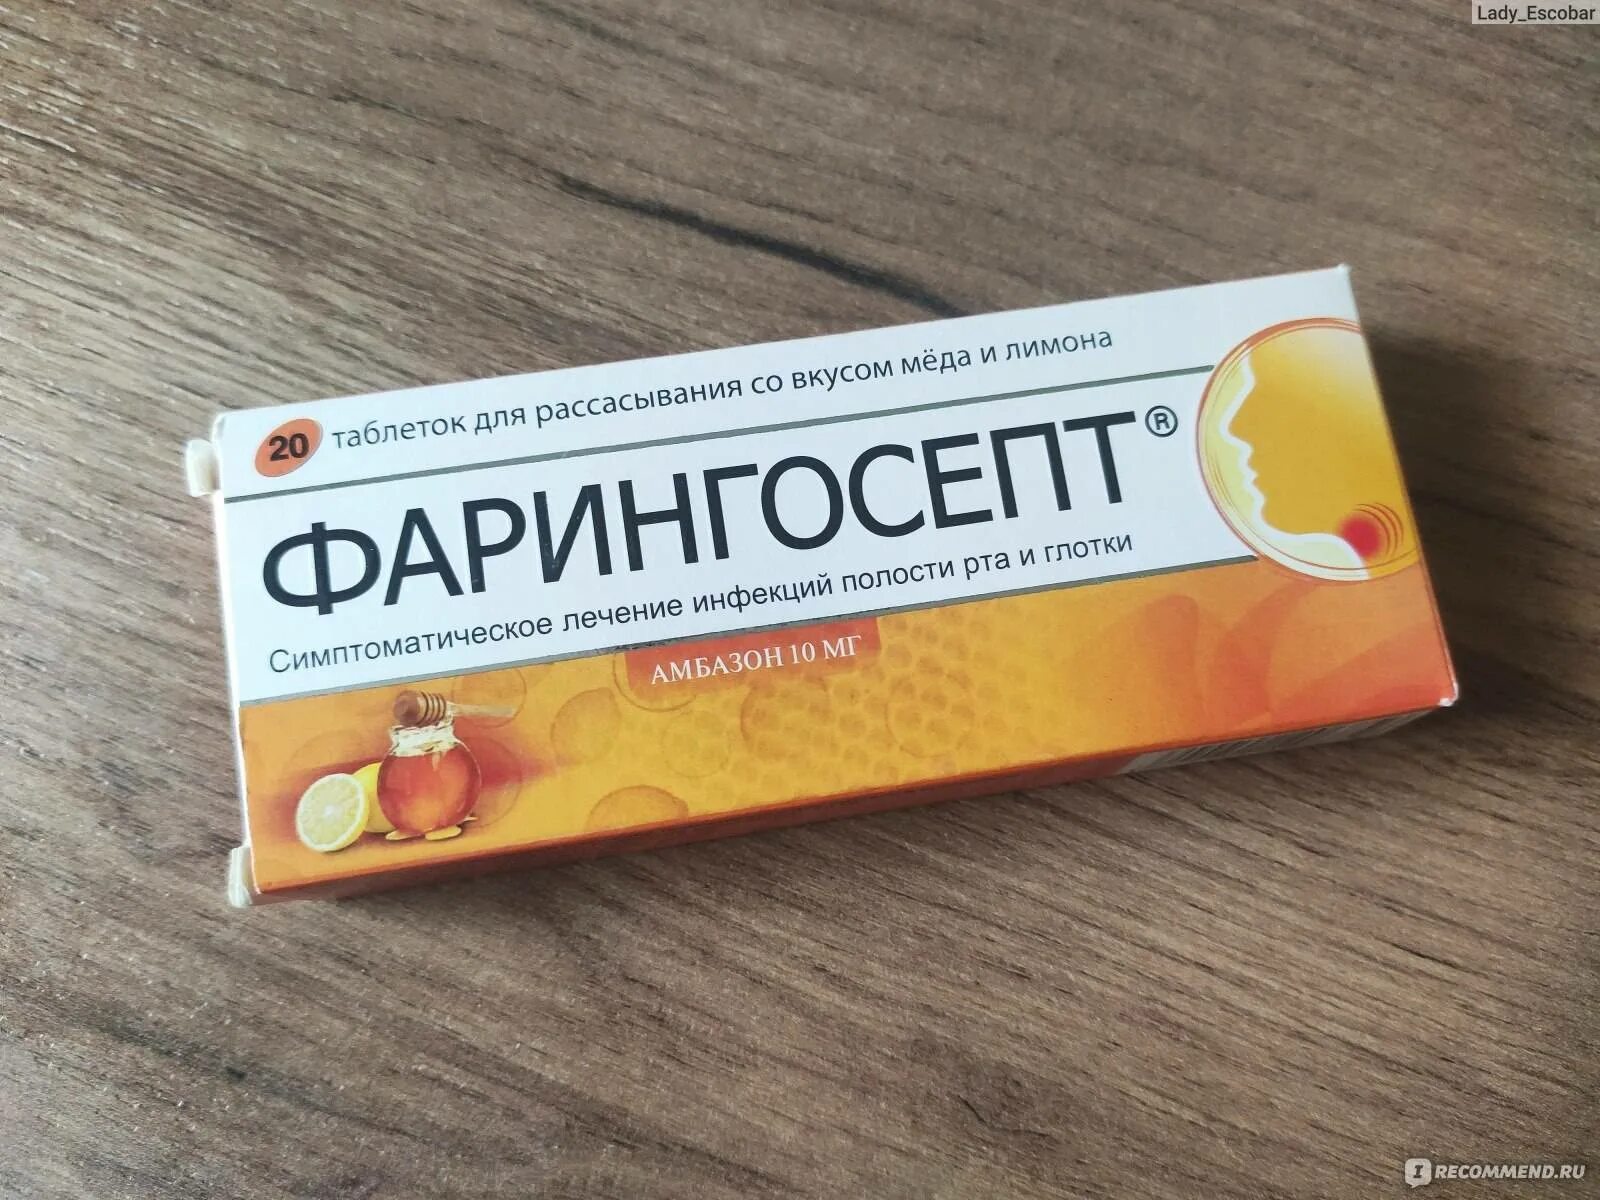 Lady_Escobar
20 таблеток для рассасывания со вкусом мёда и лимона
ФАРИНГОСЕПТ®
Симптоматическое лечение инфекций полости рта и глотки
АМБАЗОН 10 МГ
I RECOMMEND.RU